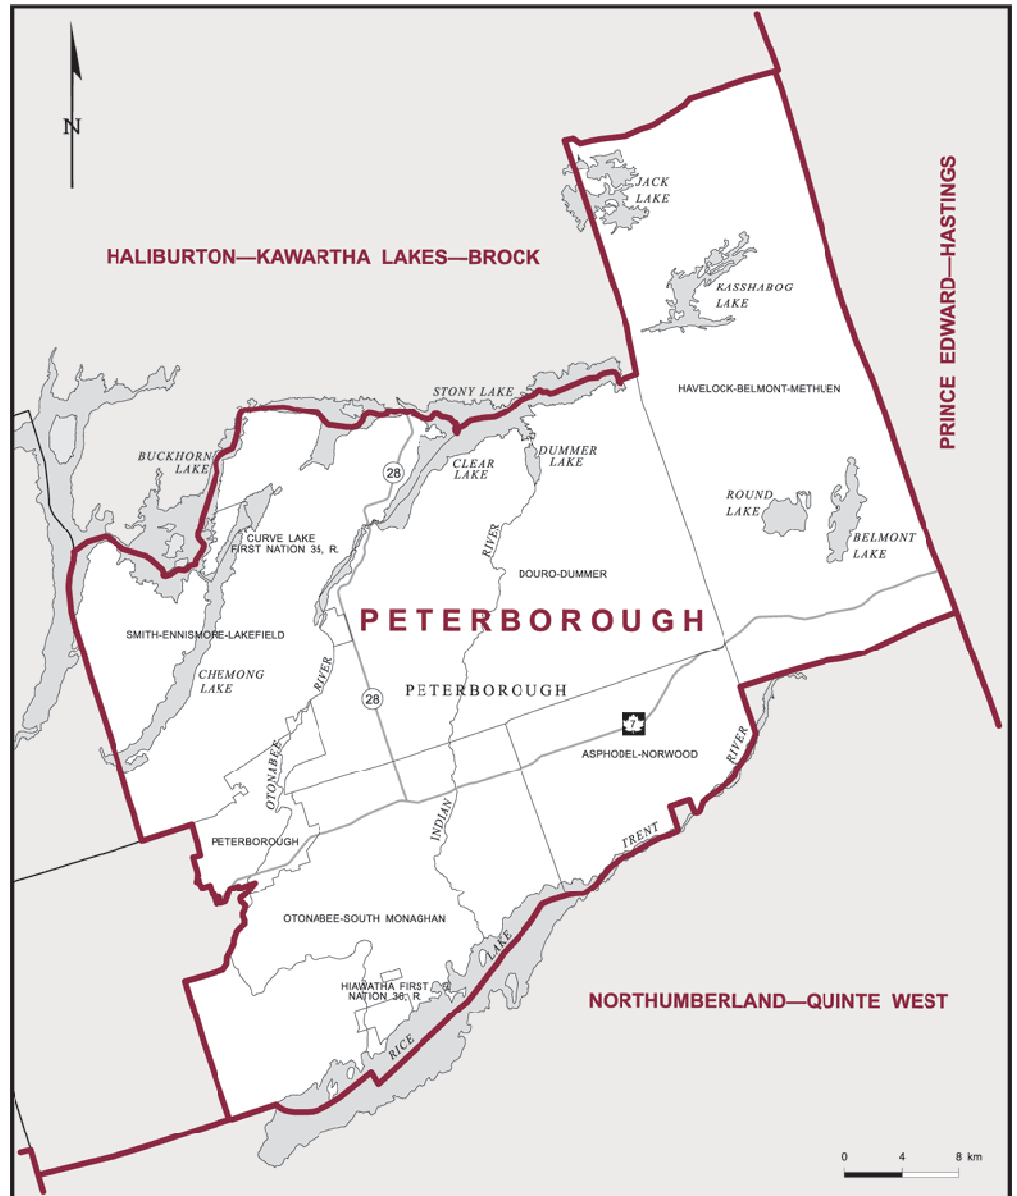 N
JACK
LAKE
HALIBURTON—KAWARTHA LAKES—BROCK
PRINCE EDWARD—HASTINGS
KASSHABOG
LAKE
STONY LAKE
HAVELOCK-BELMONT-METHUEN
BUCKHORN
LAKE
28
CLEAR
LAKE
DUMMER
LAKE
ROUND
LAKE
BELMONT
LAKE
CURVE LAKE
FIRST NATION 35, R.
RIVER
DOURO-DUMMER
PETERBOROUGH
SMITH-ENNISMORE-LAKEFIELD
CHEMONG
LAKE
RIVER
28
PETERBOROUGH
7
ASPHODEL-NORWOOD
RIVER
OTONABEE
INDIAN
TRENT
PETERBOROUGH
OTONABEE-SOUTH MONAGHAN
LAKE
HIAWATHA FIRST
NATION 36, R.
RICE
NORTHUMBERLAND—QUINTE WEST
0 4 8 km